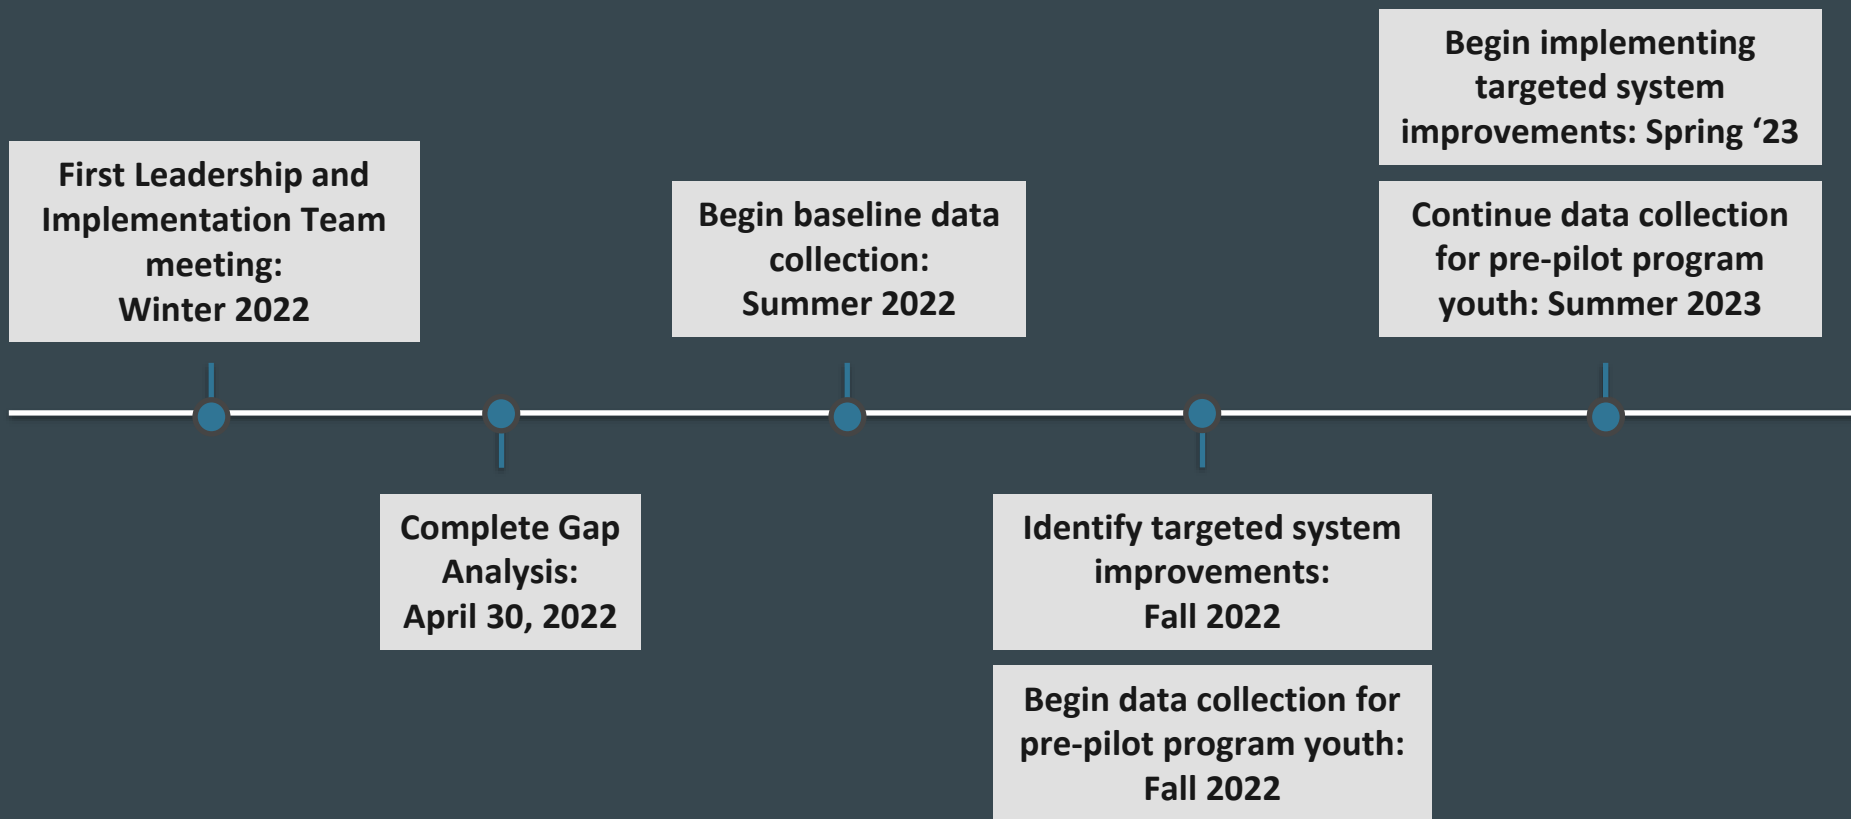 First Leadership and
Implementation Team
meeting:
Winter 2022
Complete Gap
Analysis:
April 30, 2022
Begin baseline data
collection:
Summer 2022
Identify targeted system
improvements:
Fall 2022
Begin data collection for
pre-pilot program youth:
Fall 2022
Begin implementing
targeted system
improvements: Spring ‘23
Continue data collection
for pre-pilot program
youth: Summer 2023